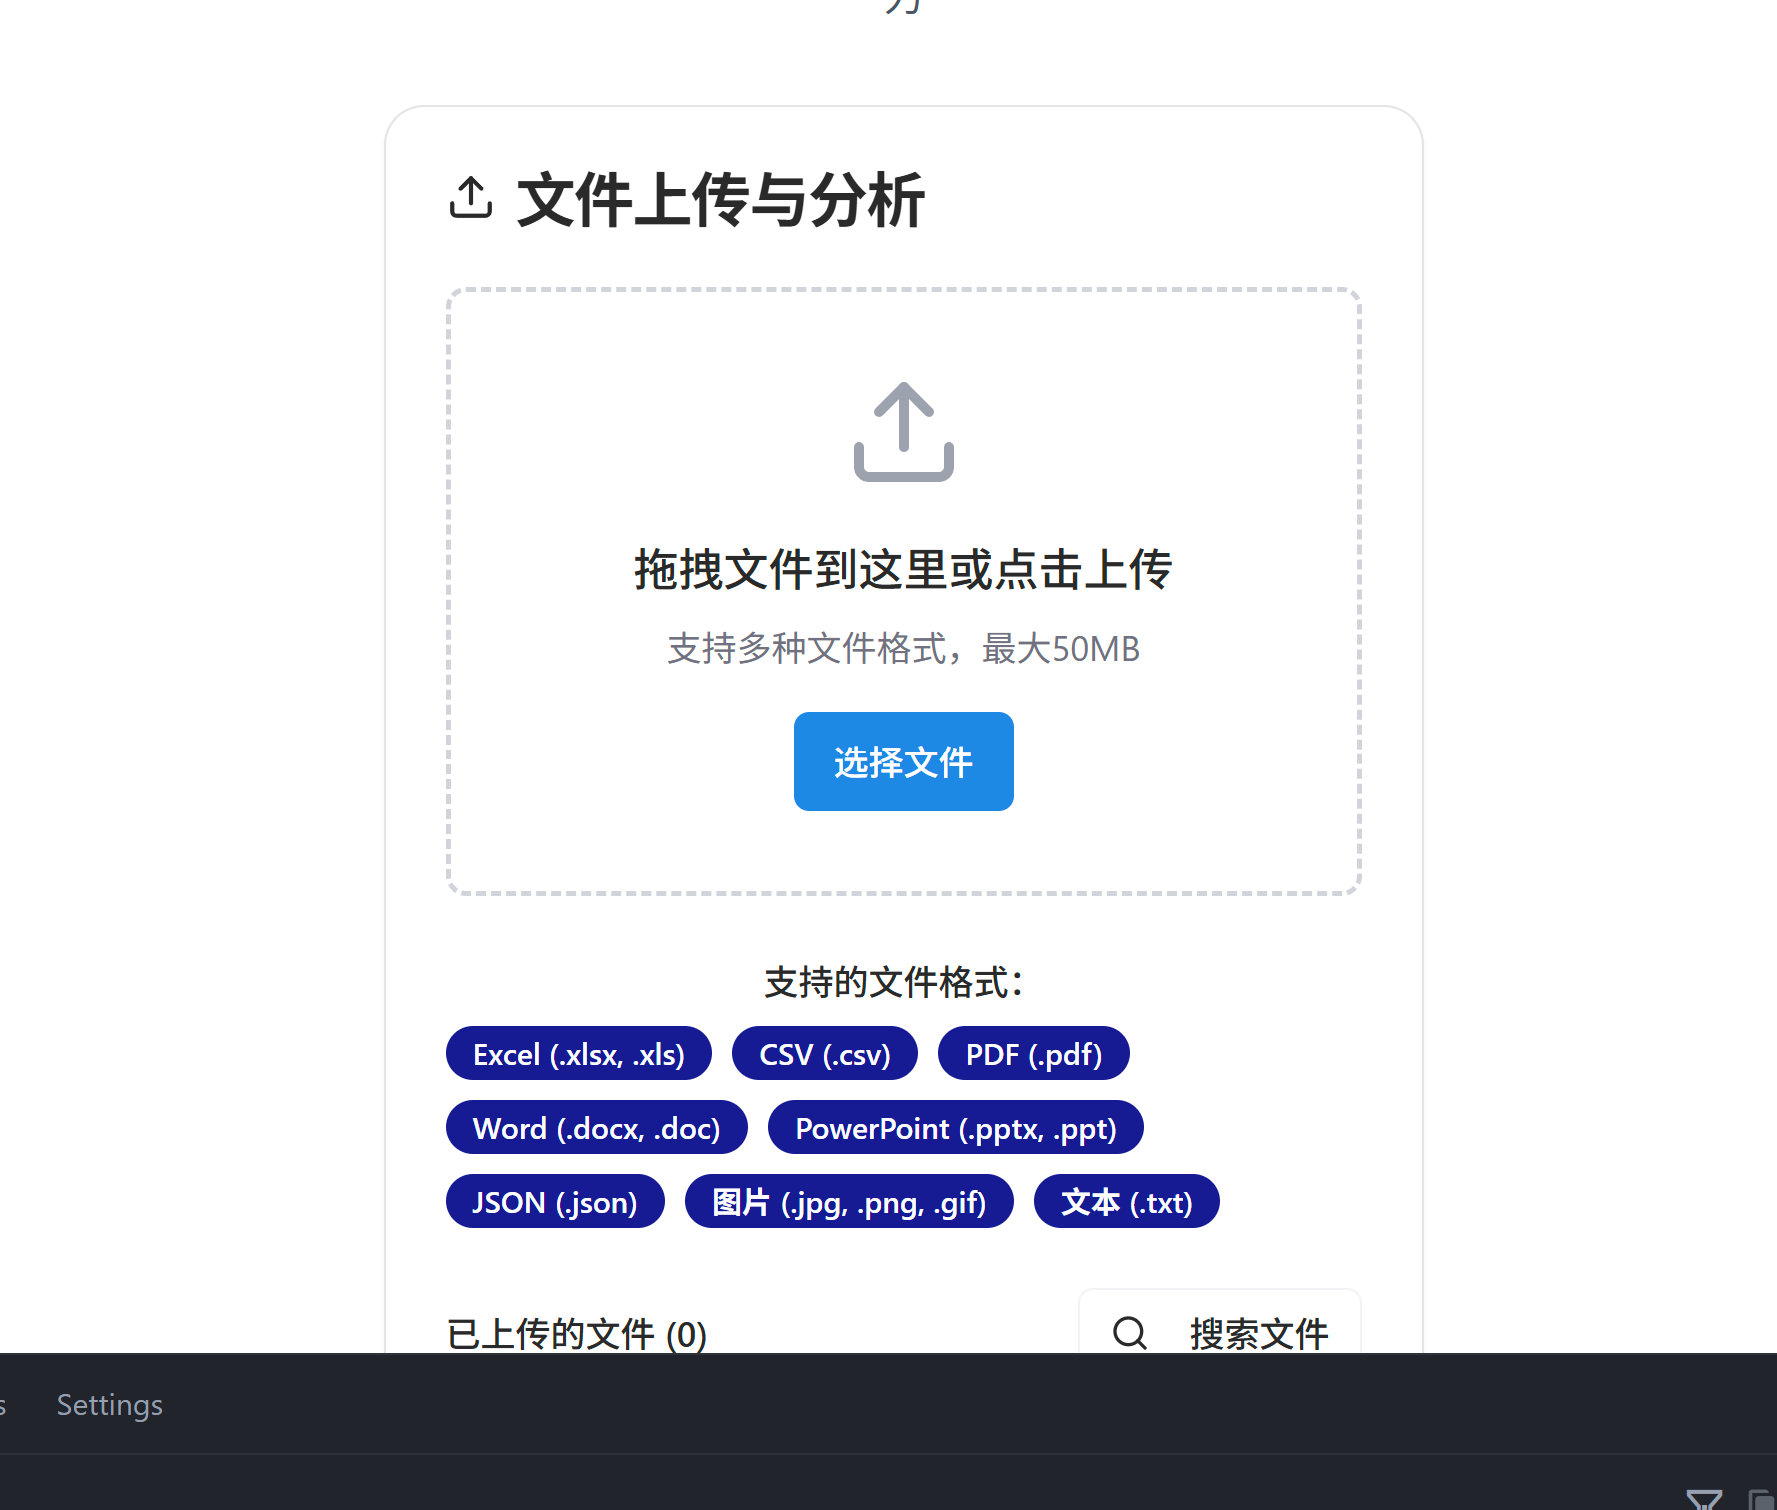 文件上传与分析
拖拽文件到这里或点击上传
支持多种文件格式，最大50MB
选择文件
支持的文件格式：
Excel (.xlsx, .xls)
CSV (.csv)
PDF (.pdf)
Word (.docx, .doc)
PowerPoint (.pptx, .ppt)
JSON (.json)
图片 (.jpg, .png, .gif)
文本 (.txt)
已上传的文件 (0)
搜索文件
Settings